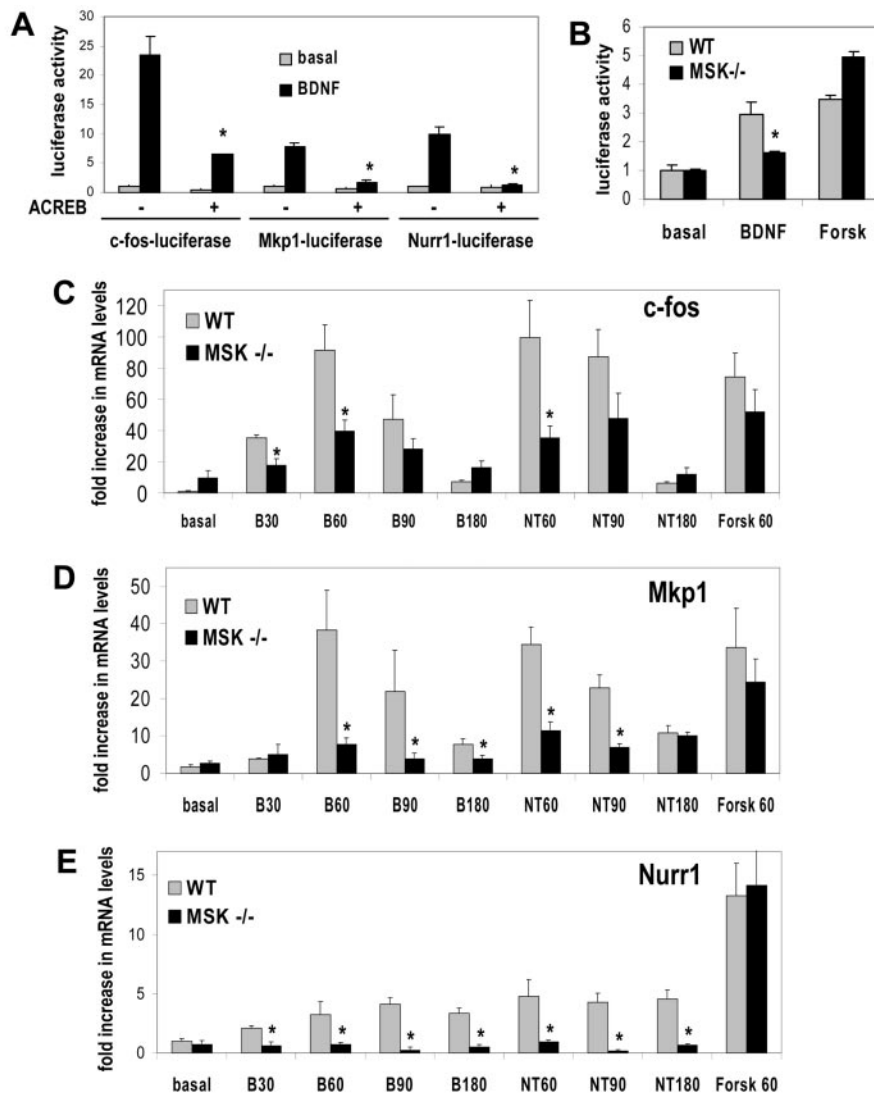 A
luciferase activity
30
25
20
15
10
5
0
basal
BDNF
ACREB - + - + - +
c-fos-luciferase Mkp1-luciferase Nurr1-luciferase
* * *
B
luciferase activity
6
5
4
3
2
1
0
WT
MSK-/-
*
basal BDNF Forsk
C
fold increase in mRNA levels
120
100
80
60
40
20
0
c-fos
WT
MSK -/-
* * *
basal B30 B60 B90 B180 NT60 NT90 NT180 Forsk 60
D
fold increase in mRNA levels
50
40
30
20
10
0
Mkp1
WT
MSK -/-
* * * * *
basal B30 B60 B90 B180 NT60 NT90 NT180 Forsk 60
E
fold increase in mRNA levels
15
10
5
0
Nurr1
WT
MSK -/-
* * * * * * *
basal B30 B60 B90 B180 NT60 NT90 NT180 Forsk 60